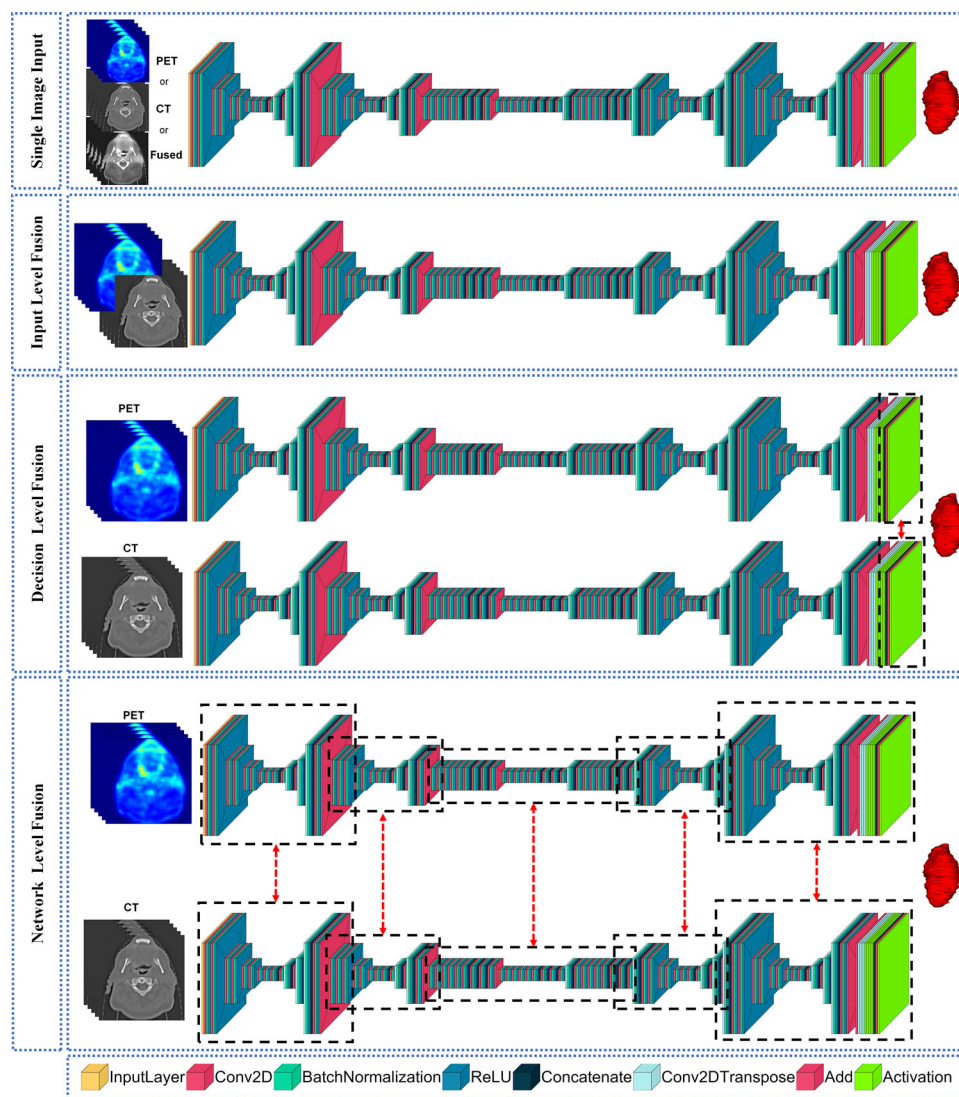 Single Image Input
PET
or
CT
or
Fused
Input Level Fusion
Decision Level Fusion
PET
CT
Network Level Fusion
PET
CT
InputLayer Conv2D BatchNormalization ReLU Concatenate Conv2DTranspose Add Activation